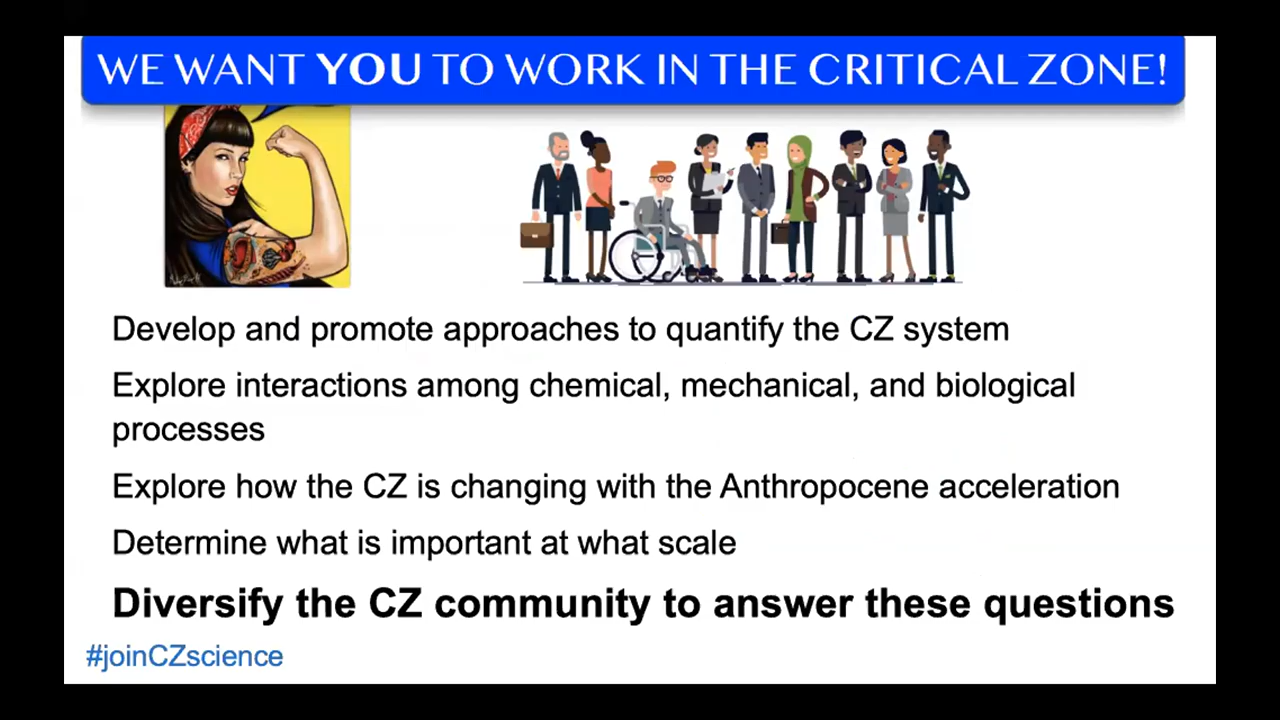 WE WANT YOU TO WORK IN THE CRITICAL ZONE!
Develop and promote approaches to quantify the CZ system
Explore interactions among chemical, mechanical, and biological
processes
Explore how the CZ is changing with the Anthropocene acceleration
Determine what is important at what scale
Diversify the CZ community to answer these questions
#joinCZscience